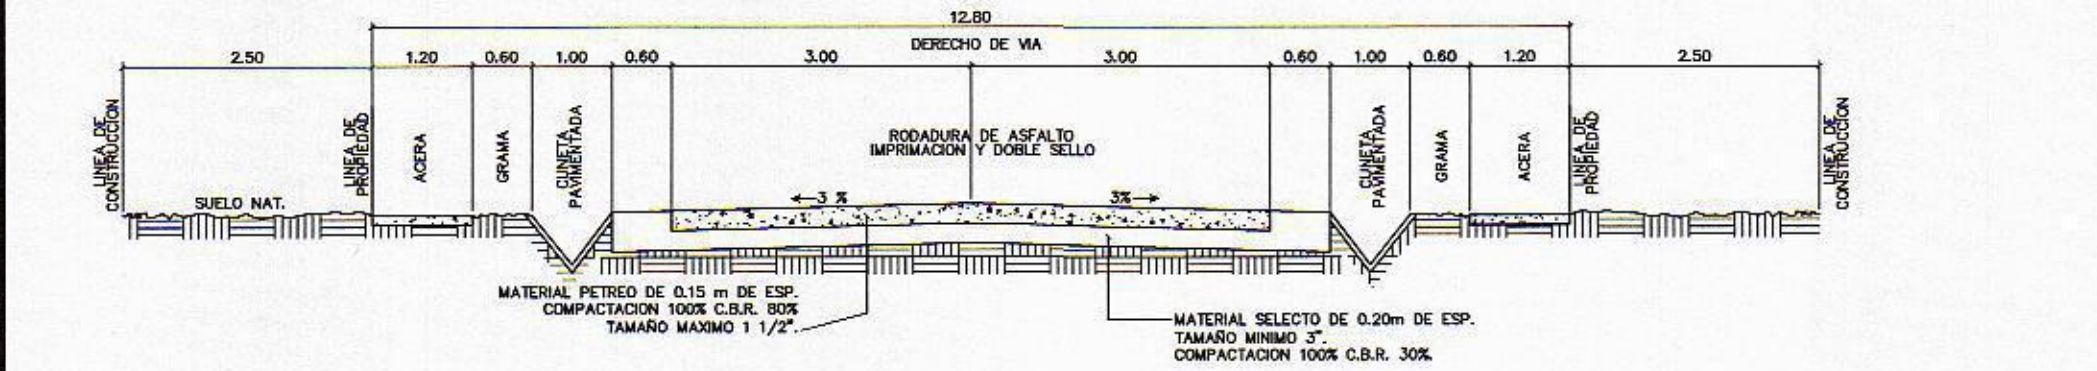 12.80
DERECHO DE VIA
2.50 1.20 0.60 1.00 0.60 3.00 3.00 0.60 1.00 0.60 1.20 2.50
LINEA DE
CONSTRUCCION
LINEA DE
PROPIEDAD
ACERA
GRAMA
CUNETA
PAVIMENTADA
RODADURA DE ASFALTO
IMPRIMACION Y DOBLE SELLO
CUNETA
PAVIMENTADA
GRAMA
ACERA
LINEA DE
PROPIEDAD
LINEA DE
CONSTRUCCION
SUELO NAT.
3 % 3%
MATERIAL PETREO DE 0.15 m DE ESP.
COMPACTACION 100% C.B.R. 80%
TAMAÑO MAXIMO 1 1/2".
MATERIAL SELECTO DE 0.20m DE ESP.
TAMAÑO MINIMO 3".
COMPACTACION 100% C.B.R. 30%